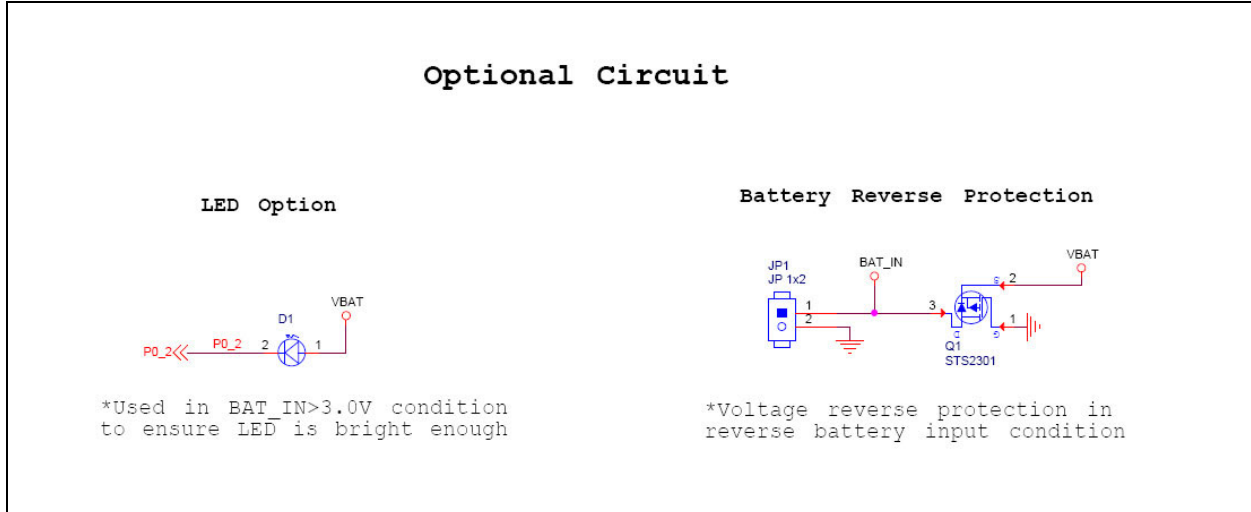 Optional Circuit
LED Option
VBAT
D1
P0_2
P0_2
2
1
*Used in BAT_IN>3.0V condition
to ensure LED is bright enough
Battery Reverse Protection
JP1
JP 1x2
BAT_IN
VBAT
1
2
3
S
2
D
G
1
Q1
STS2301
*Voltage reverse protection in
reverse battery input condition